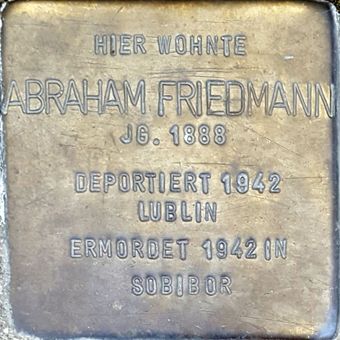 HIER WOHNTE
ABRAHAM FRIEDMANN
JG. 1888
DEPORTIERT 1942
LUBLIN
ERMORDET 1942 IN
SOBIBOR